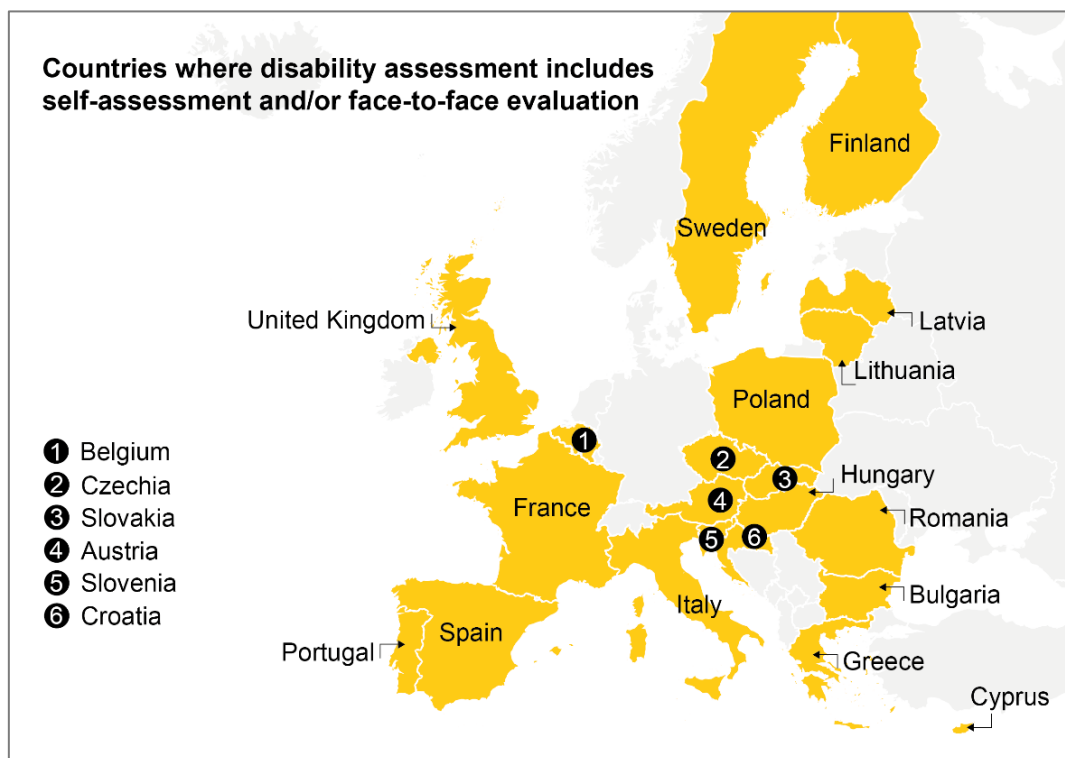 Countries where disability assessment includes
self-assessment and/or face-to-face evaluation
Finland
Sweden
United Kingdom
Latvia
Lithuania
Poland
1 Belgium
2 Czechia
3 Slovakia
4 Austria
5 Slovenia
6 Croatia
1
2
3
4
5
6
Hungary
France
Romania
Bulgaria
Italy
Spain
Portugal
Greece
Cyprus